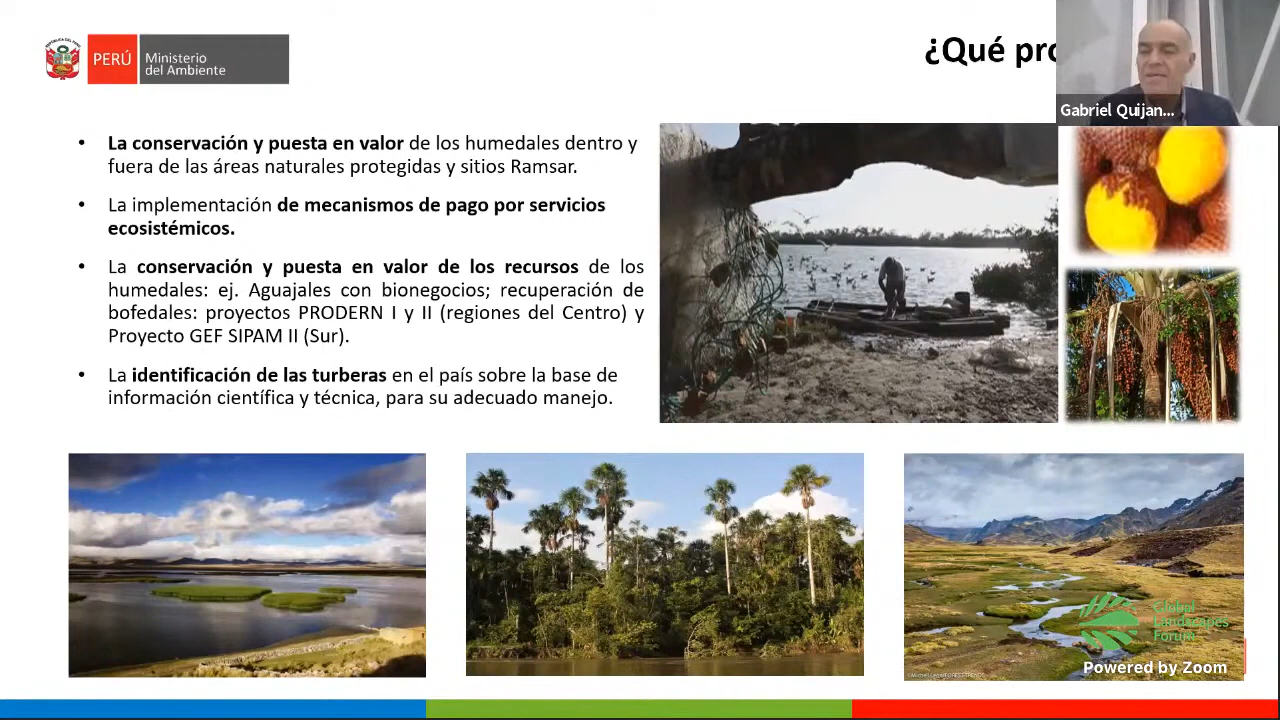 REPÚBLICA DEL PERÚ
PERÚ
Ministerio
del Ambiente
¿Qué pro
Gabriel Quijan...
• La conservación y puesta en valor de los humedales dentro y
fuera de las áreas naturales protegidas y sitios Ramsar.
• La implementación de mecanismos de pago por servicios
ecosistémicos.
• La conservación y puesta en valor de los recursos de los
humedales: ej. Aguajales con bionegocios; recuperación de
bofedales: proyectos PRODERN I y II (regiones del Centro) y
Proyecto GEF SIPAM II (Sur).
• La identificación de las turberas en el país sobre la base de
información científica y técnica, para su adecuado manejo.
Global
Landscapes
Forum
Powered by Zoom